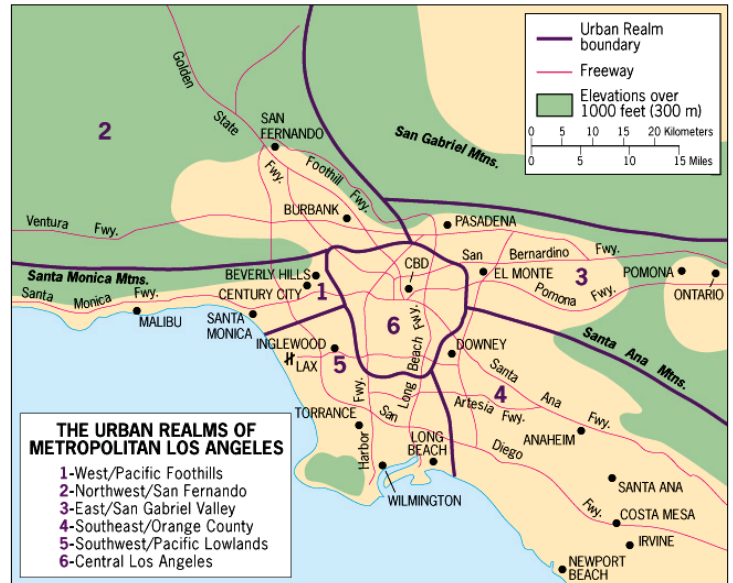 Golden
State
Fwy.
2
SAN
FERNANDO
Foothill
Fwy.
San Gabriel Mtns.
Urban Realm
boundary
Freeway
Elevations over
1000 feet (300 m)
0 5 10 15 20 Kilometers
0 5 10 15 Miles
BURBANK
PASADENA
Ventura Fwy.
San Bernardino Fwy.
CBD
EL MONTE
3
POMONA
ONTARIO
Pomona Fwy.
Santa Monica Mtns.
BEVERLY HILLS
CENTURY CITY
1
Santa Monica Fwy.
MALIBU
SANTA
MONICA
6
Long Beach Fwy.
Santa Ana Mtns.
INGLEWOOD
LAX
5
DOWNEY
4
Santa Ana Fwy.
Artesia Fwy.
Harbor Fwy.
San Diego Fwy.
TORRANCE
LONG
BEACH
WILMINGTON
ANAHEIM
SANTA ANA
COSTA MESA
IRVINE
NEWPORT
BEACH
THE URBAN REALMS OF
METROPOLITAN LOS ANGELES
1-West/Pacific Foothills
2-Northwest/San Fernando
3-East/San Gabriel Valley
4-Southeast/Orange County
5-Southwest/Pacific Lowlands
6-Central Los Angeles